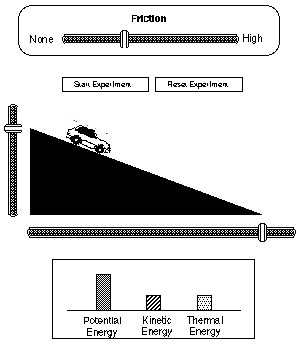 Friction
None High
Start Experiment Reset Experiment
Potential Kinetic Thermal
Energy Energy Energy